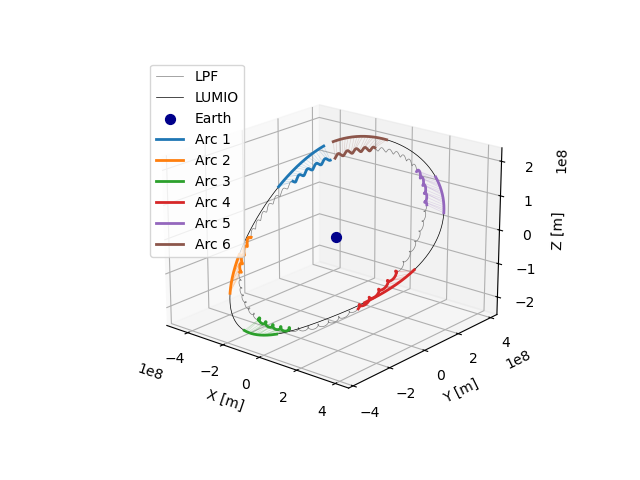 LPF
LUMIO
Earth
Arc 1
Arc 2
Arc 3
Arc 4
Arc 5
Arc 6
1e8
2
1
0
−1
−2
Z [m]
−4
−2
0
2
4
1e8
X [m]
−4
−2
0
2
4
1e8
Y [m]